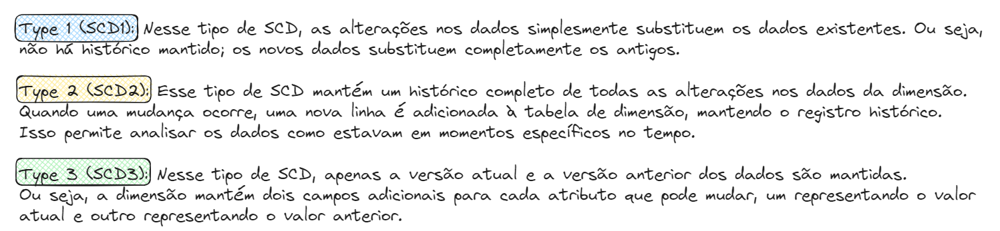 Type 1 (SCD1): Nesse tipo de SCD, as alterações nos dados simplesmente substituem os dados existentes. Ou seja,
não há histórico mantido; os novos dados substituem completamente os antigos.
Type 2 (SCD2): Esse tipo de SCD mantém um histórico completo de todas as alterações nos dados da dimensão.
Quando uma mudança ocorre, uma nova linha é adicionada à tabela de dimensão, mantendo o registro histórico.
Isso permite analisar os dados como estavam em momentos específicos no tempo.
Type 3 (SCD3): Nesse tipo de SCD, apenas a versão atual e a versão anterior dos dados são mantidas.
Ou seja, a dimensão mantém dois campos adicionais para cada atributo que pode mudar, um representando o valor
atual e outro representando o valor anterior.